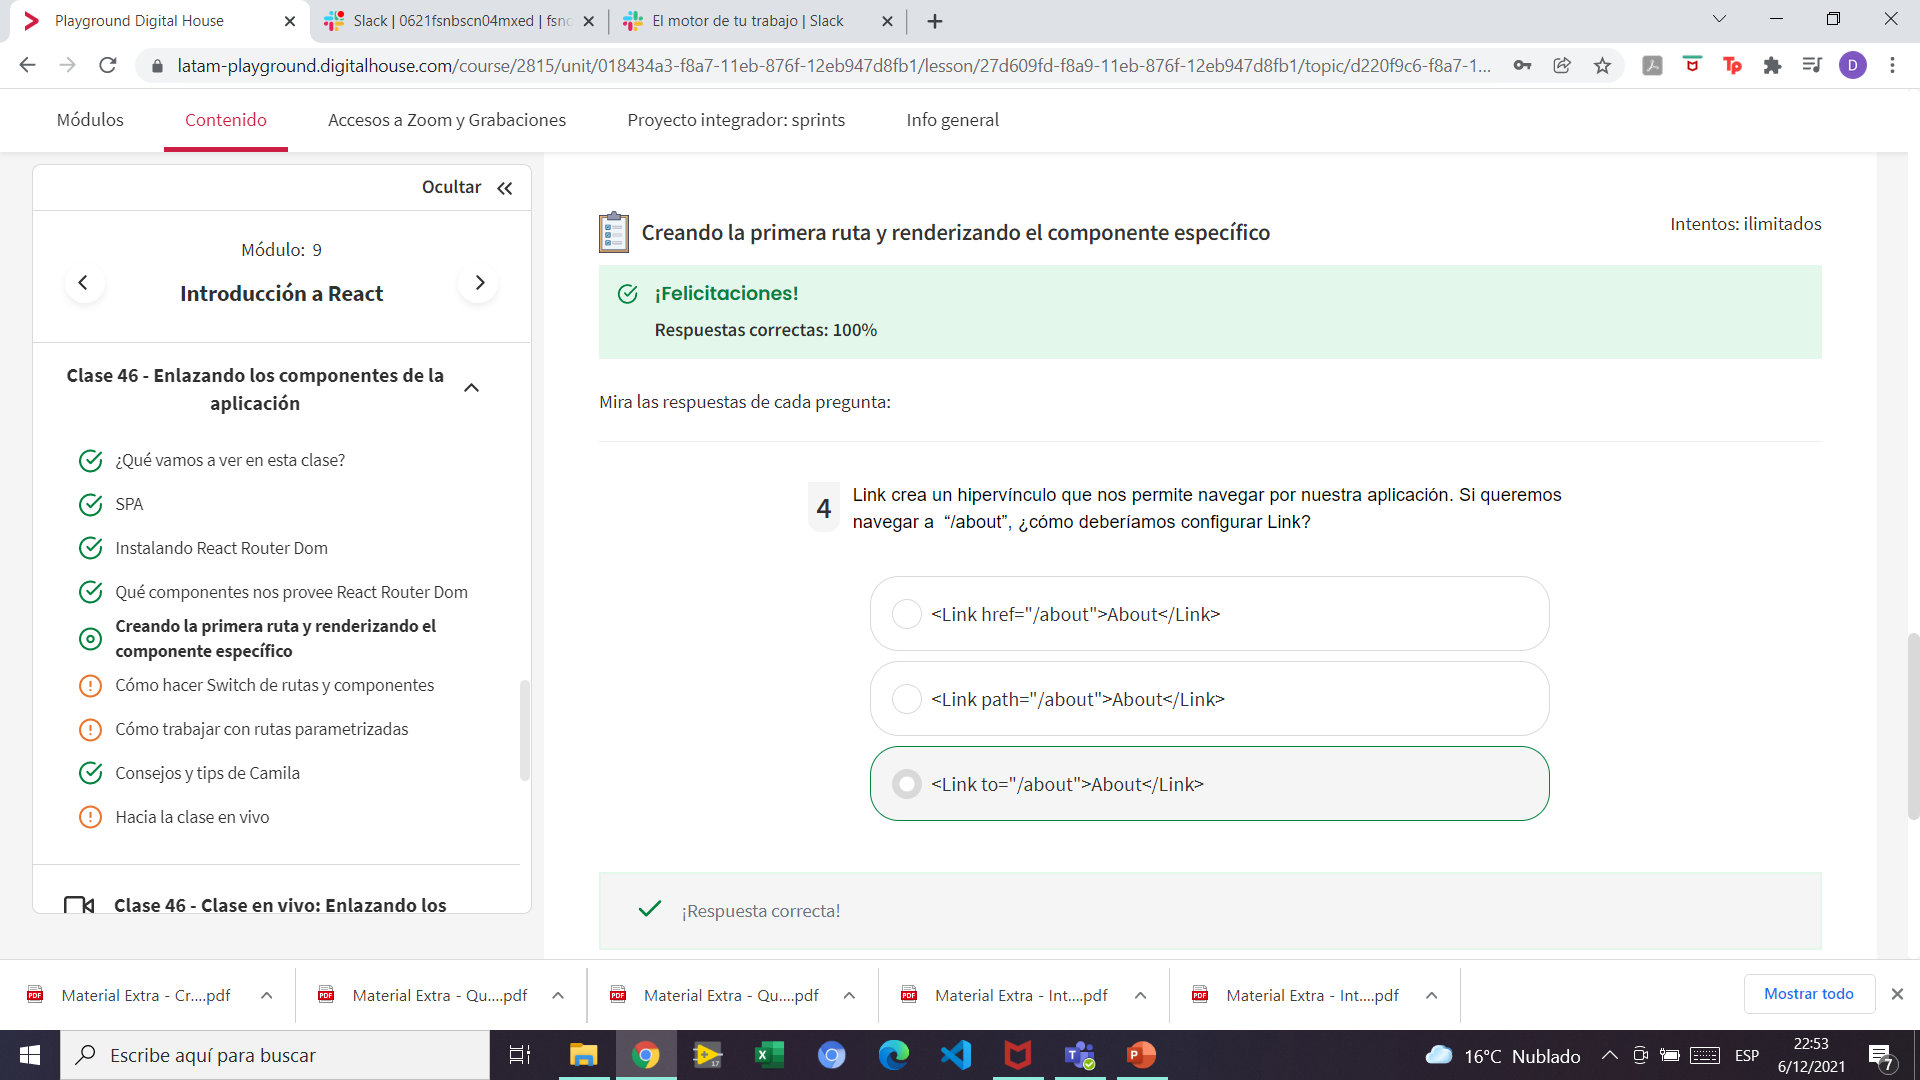 Playground Digital House
Slack | 0621fsnbscn04mxed | fsnc
El motor de tu trabajo | Slack
latam-playground.digitalhouse.com/course/2815/unit/018434a3-f8a7-11eb-876f-12eb947d8fb1/lesson/27d609fd-f8a9-11eb-876f-12eb947d8fb1/topic/d220f9c6-f8a7-1...
D
Módulos
Contenido
Accesos a Zoom y Grabaciones
Proyecto integrador: sprints
Info general
Ocultar
Módulo: 9
Introducción a React
Clase 46 - Enlazando los componentes de la
aplicación
¿Qué vamos a ver en esta clase?
SPA
Instalando React Router Dom
Qué componentes nos provee React Router Dom
Creando la primera ruta y renderizando el
componente específico
Cómo hacer Switch de rutas y componentes
Cómo trabajar con rutas parametrizadas
Consejos y tips de Camila
Hacia la clase en vivo
Clase 46 - Clase en vivo: Enlazando los
Creando la primera ruta y renderizando el componente específico
Intentos: ilimitados
¡Felicitaciones!
Respuestas correctas: 100%
Mira las respuestas de cada pregunta:
4
Link crea un hipervínculo que nos permite navegar por nuestra aplicación. Si queremos
navegar a “/about”, ¿cómo deberíamos configurar Link?
<Link href="/about">About</Link>
<Link path="/about">About</Link>
<Link to="/about">About</Link>
¡Respuesta correcta!
Material Extra - Cr....pdf
Material Extra - Qu....pdf
Material Extra - Qu....pdf
Material Extra - Int....pdf
Material Extra - Int....pdf
Mostrar todo
Escribe aquí para buscar
16°C Nublado
ESP
22:53
6/12/2021
7